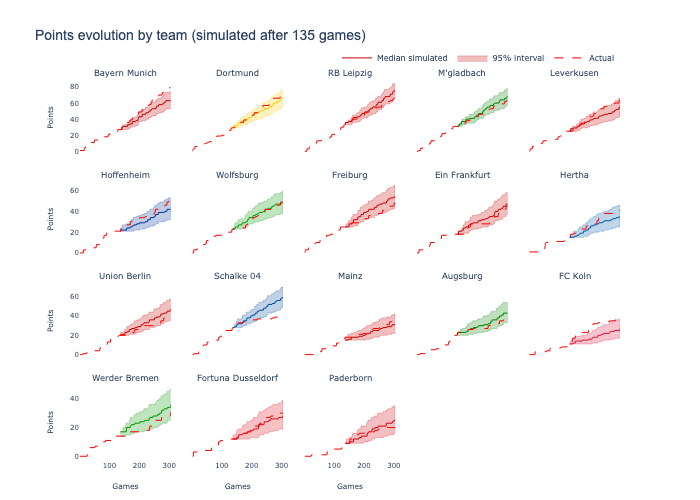 Points evolution by team (simulated after 135 games)
Median simulated 95% interval Actual
Bayern Munich Dortmund RB Leipzig M'gladbach Leverkusen
80
60
40
20
0
Points
Hoffenheim Wolfsburg Freiburg Ein Frankfurt Hertha
60
40
20
0
Points
Union Berlin Schalke 04 Mainz Augsburg FC Koln
60
40
20
0
Points
Werder Bremen Fortuna Dusseldorf Paderborn
40
20
0
Points
100 200 300 100 200 300 100 200 300
Games Games Games